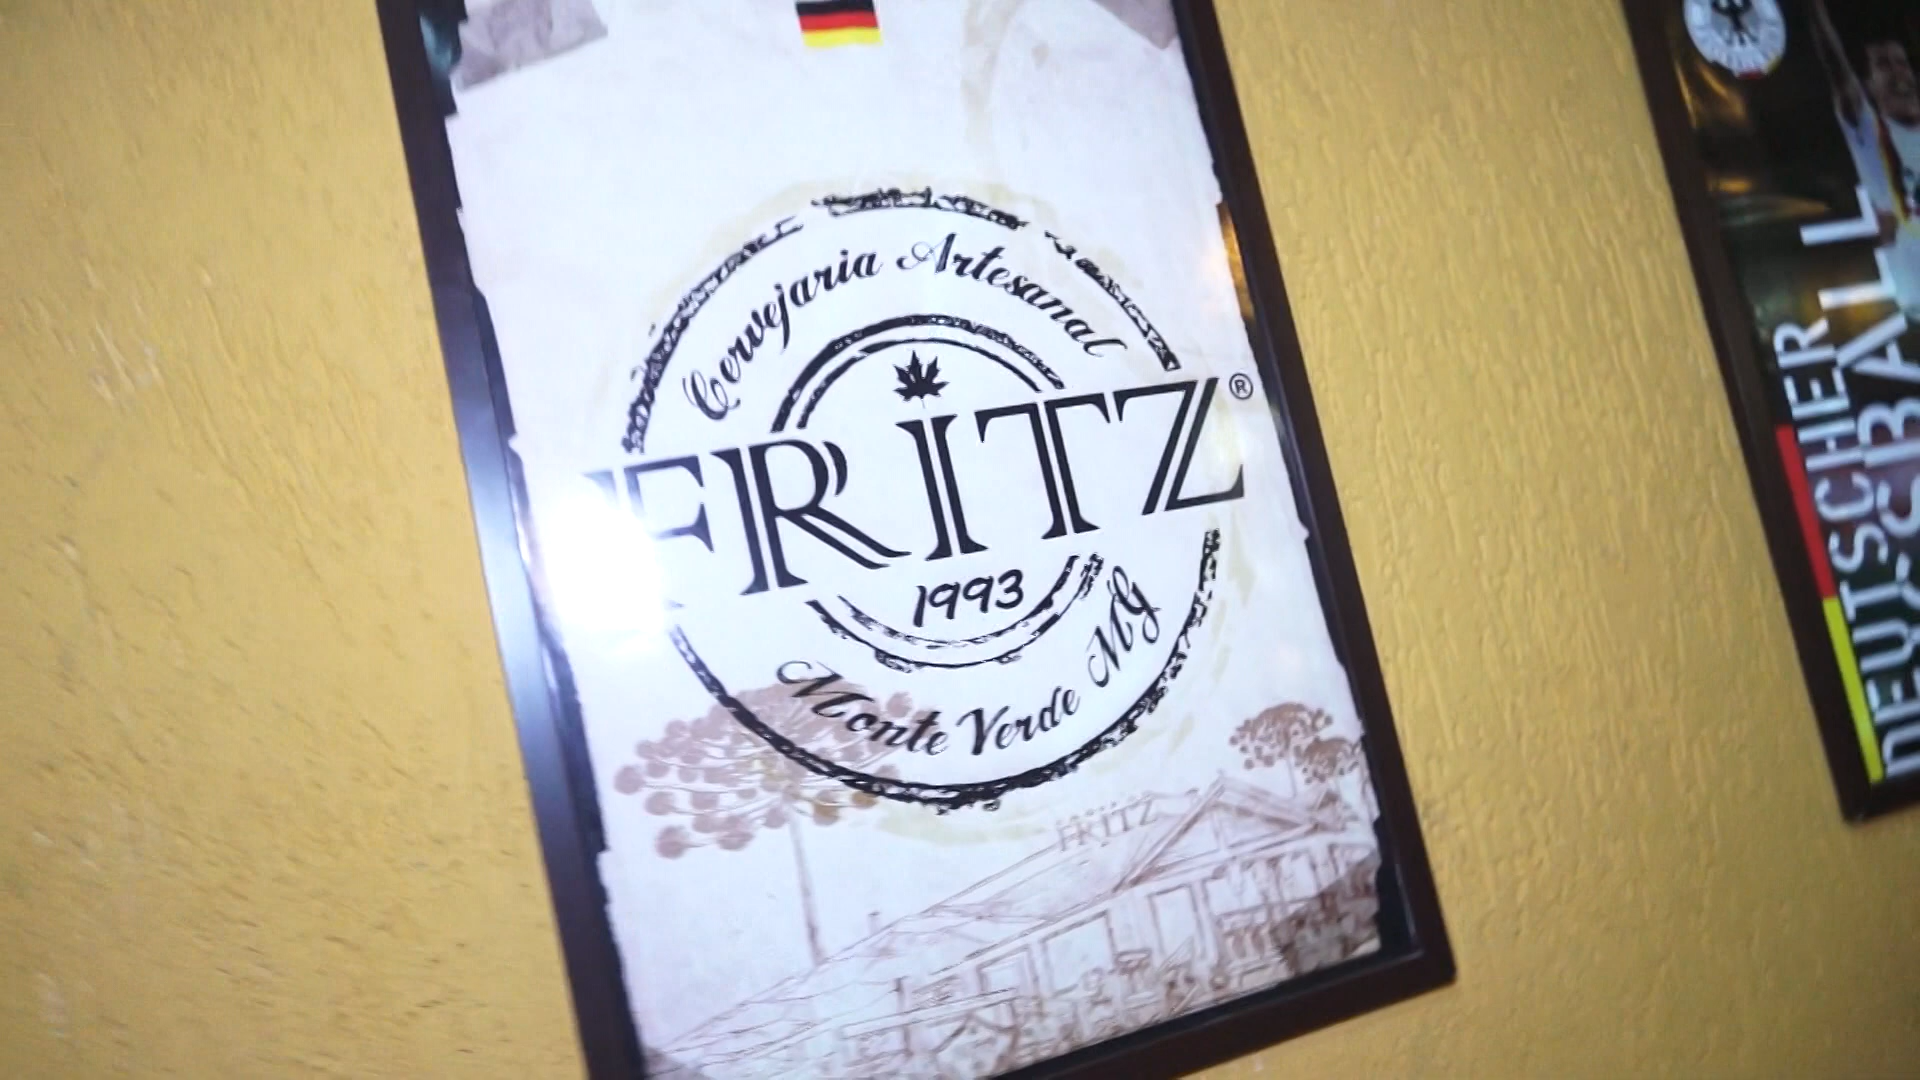 Cervejaria Artesanal
FRITZ®
1993
Monte Verde MG
FRITZ
DEUTSCHER